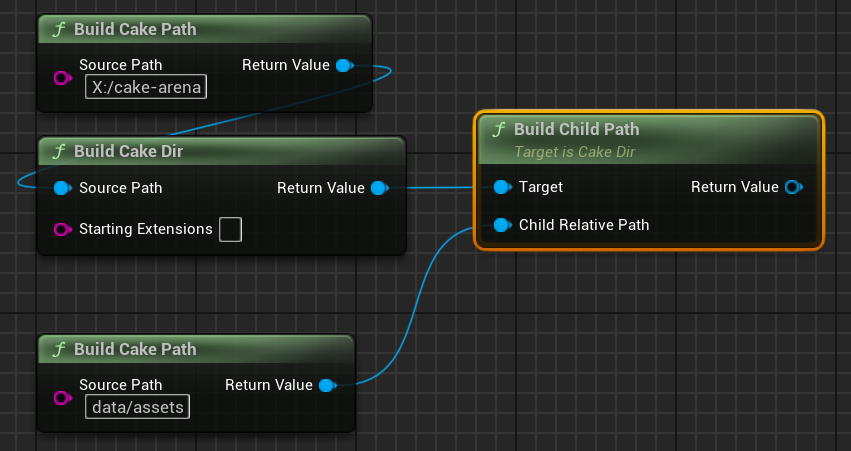 f Build Cake Path
Source Path Return Value
X:/cake-arena
f Build Cake Dir
Source Path Return Value
Starting Extensions
f Build Child Path
Target is Cake Dir
Target Return Value
Child Relative Path
f Build Cake Path
Source Path Return Value
data/assets